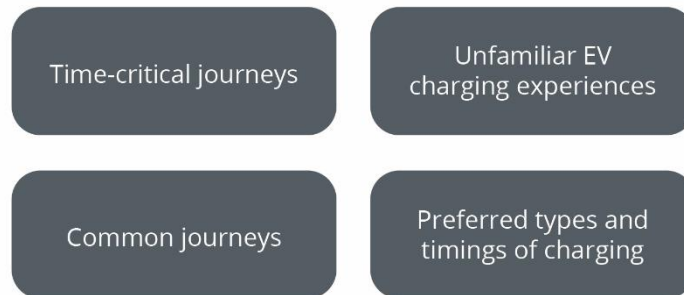 Time-critical journeys
Unfamiliar EV
charging experiences
Common journeys
Preferred types and
timings of charging